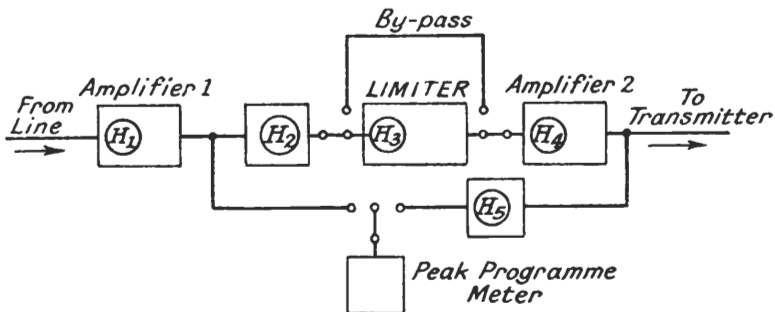 By-pass
Amplifier 1
LIMITER
Amplifier 2
From
Line
To
Transmitter
H1
H2
H3
H4
H5
Peak Programme
Meter